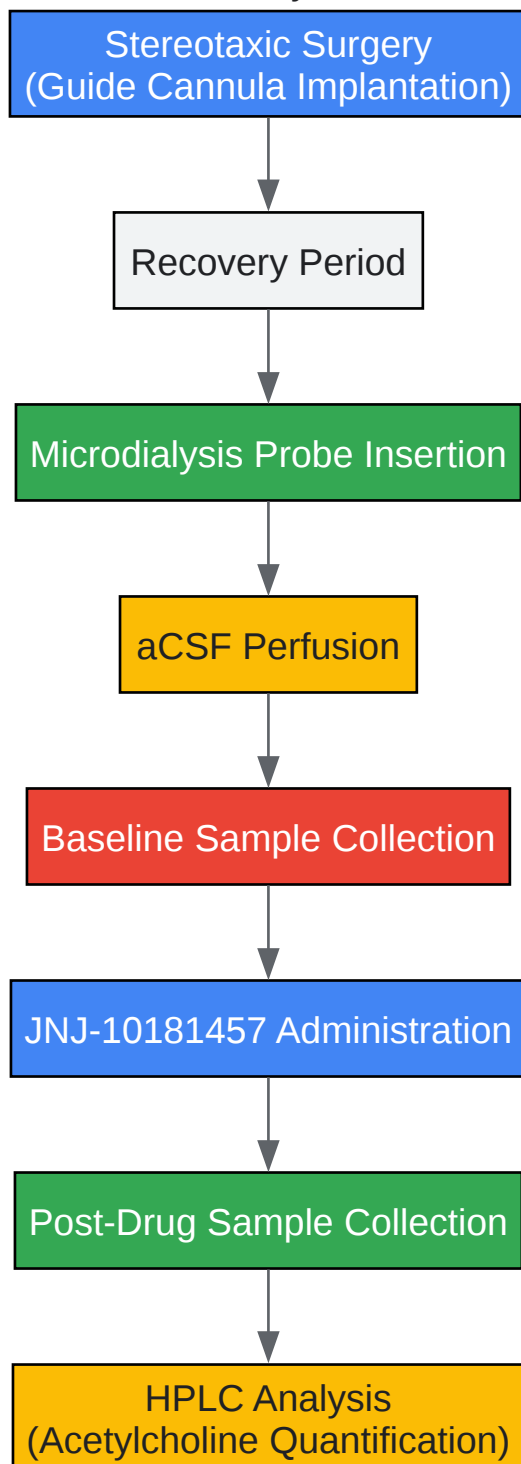 Stereotaxic Surgery
(Guide Cannula Implantation)
Recovery Period
Microdialysis Probe Insertion
aCSF Perfusion
Baseline Sample Collection
JNJ-10181457 Administration
Post-Drug Sample Collection
HPLC Analysis
(Acetylcholine Quantification)